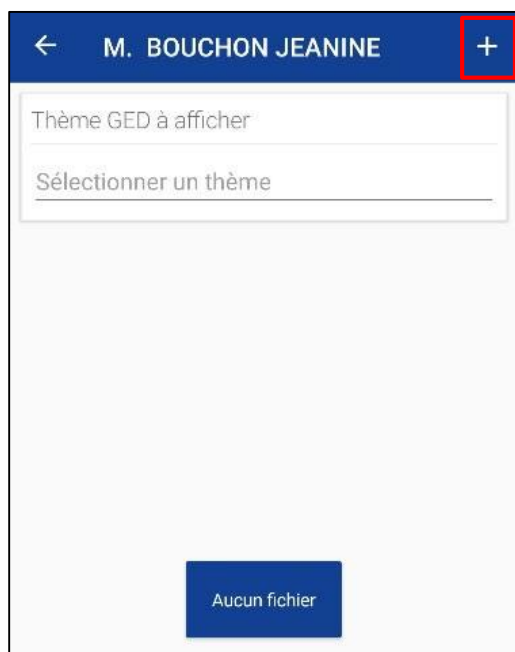 ← M. BOUCHON JEANINE +
Thème GED à afficher
Sélectionner un thème
Aucun fichier